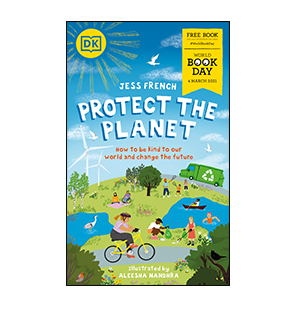 DK
FREE BOOK
#WorldBookDay
WORLD
BOOK
DAY
4 MARCH 2021
JESS FRENCH
PROTECT THE
PLANET
How to be kind to our
world and change the future
Illustrated by
ALEESHA NANDHRA